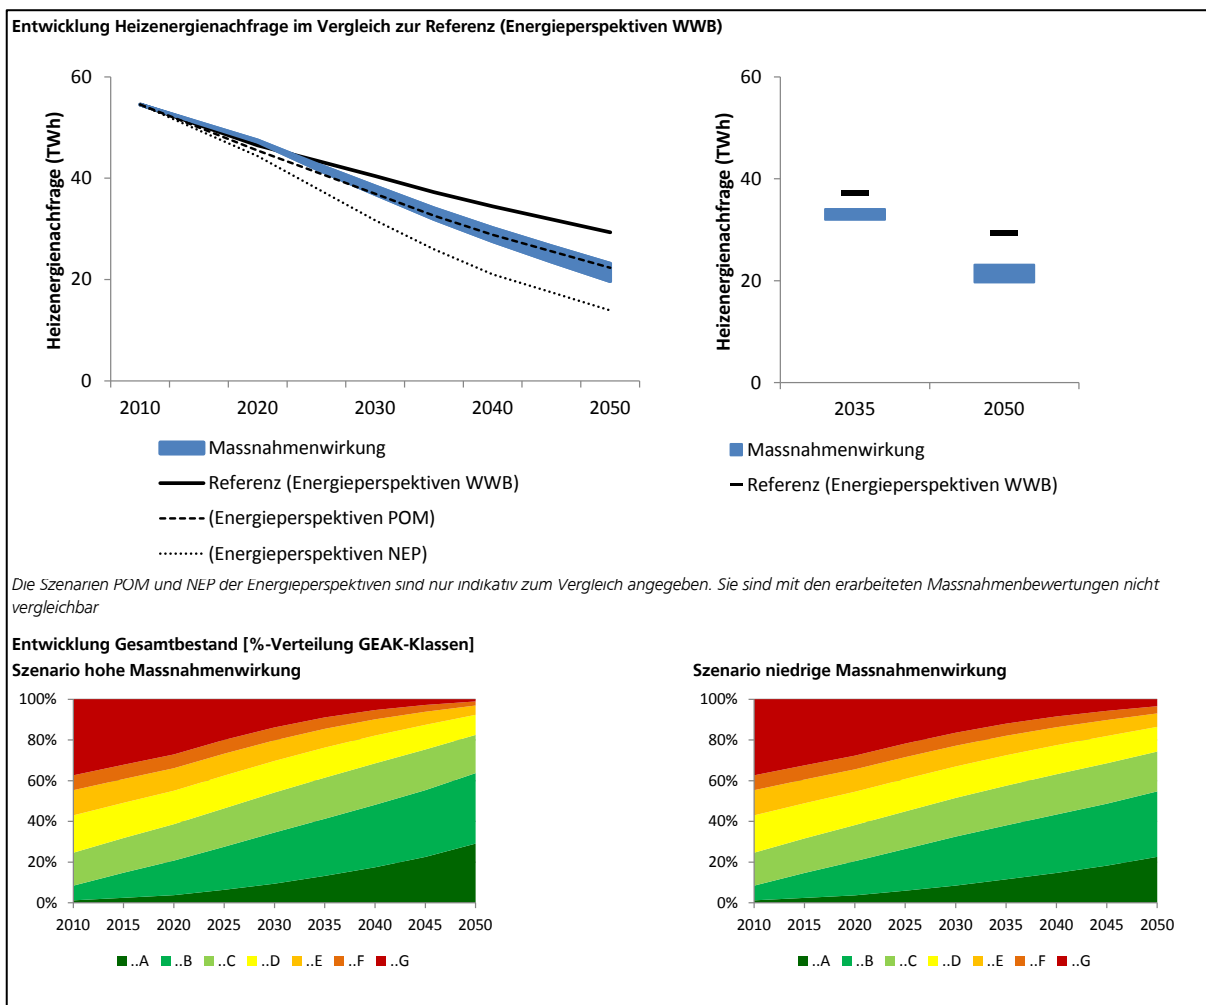 Entwicklung Heizenergienachfrage im Vergleich zur Referenz (Energieperspektiven WWB)
Heizenergienachfrage (TWh)
60
40
20
0
2010 2020 2030 2040 2050
Massnahmenwirkung
Referenz (Energieperspektiven WWB)
(Energieperspektiven POM)
(Energieperspektiven NEP)
Heizenergienachfrage (TWh)
60
40
20
0
2035 2050
Massnahmenwirkung
Referenz (Energieperspektiven WWB)
Die Szenarien POM und NEP der Energieperspektiven sind nur indikativ zum Vergleich angegeben. Sie sind mit den erarbeiteten Massnahmenbewertungen nicht
vergleichbar
Entwicklung Gesamtbestand [%-Verteilung GEAK-Klassen]
Szenario hohe Massnahmenwirkung
100%
80%
60%
40%
20%
0%
2010 2015 2020 2025 2030 2035 2040 2045 2050
..A ..B ..C ..D ..E ..F ..G
Szenario niedrige Massnahmenwirkung
100%
80%
60%
40%
20%
0%
2010 2015 2020 2025 2030 2035 2040 2045 2050
..A ..B ..C ..D ..E ..F ..G